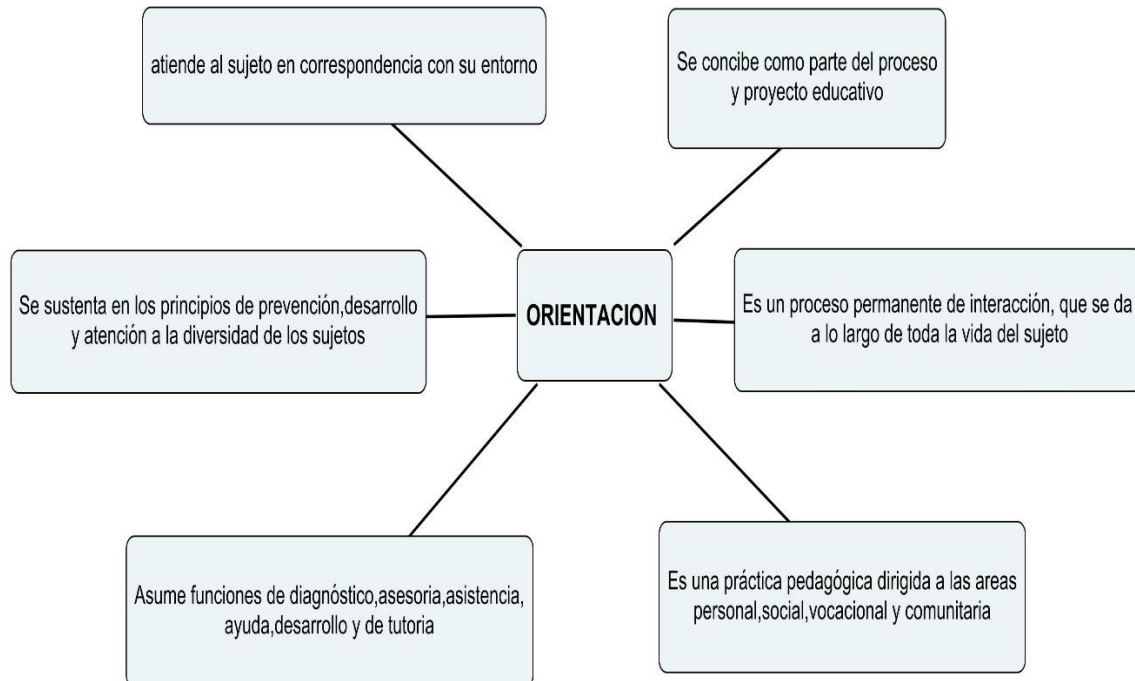 atiende al sujeto en correspondencia con su entorno
Se concibe como parte del proceso
y proyecto educativo
Se sustenta en los principios de prevención,desarrollo
y atención a la diversidad de los sujetos
ORIENTACION
Es un proceso permanente de interacción, que se da
a lo largo de toda la vida del sujeto
Asume funciones de diagnóstico,asesoria,asistencia,
ayuda,desarrollo y de tutoria
Es una práctica pedagógica dirigida a las areas
personal,social,vocacional y comunitaria